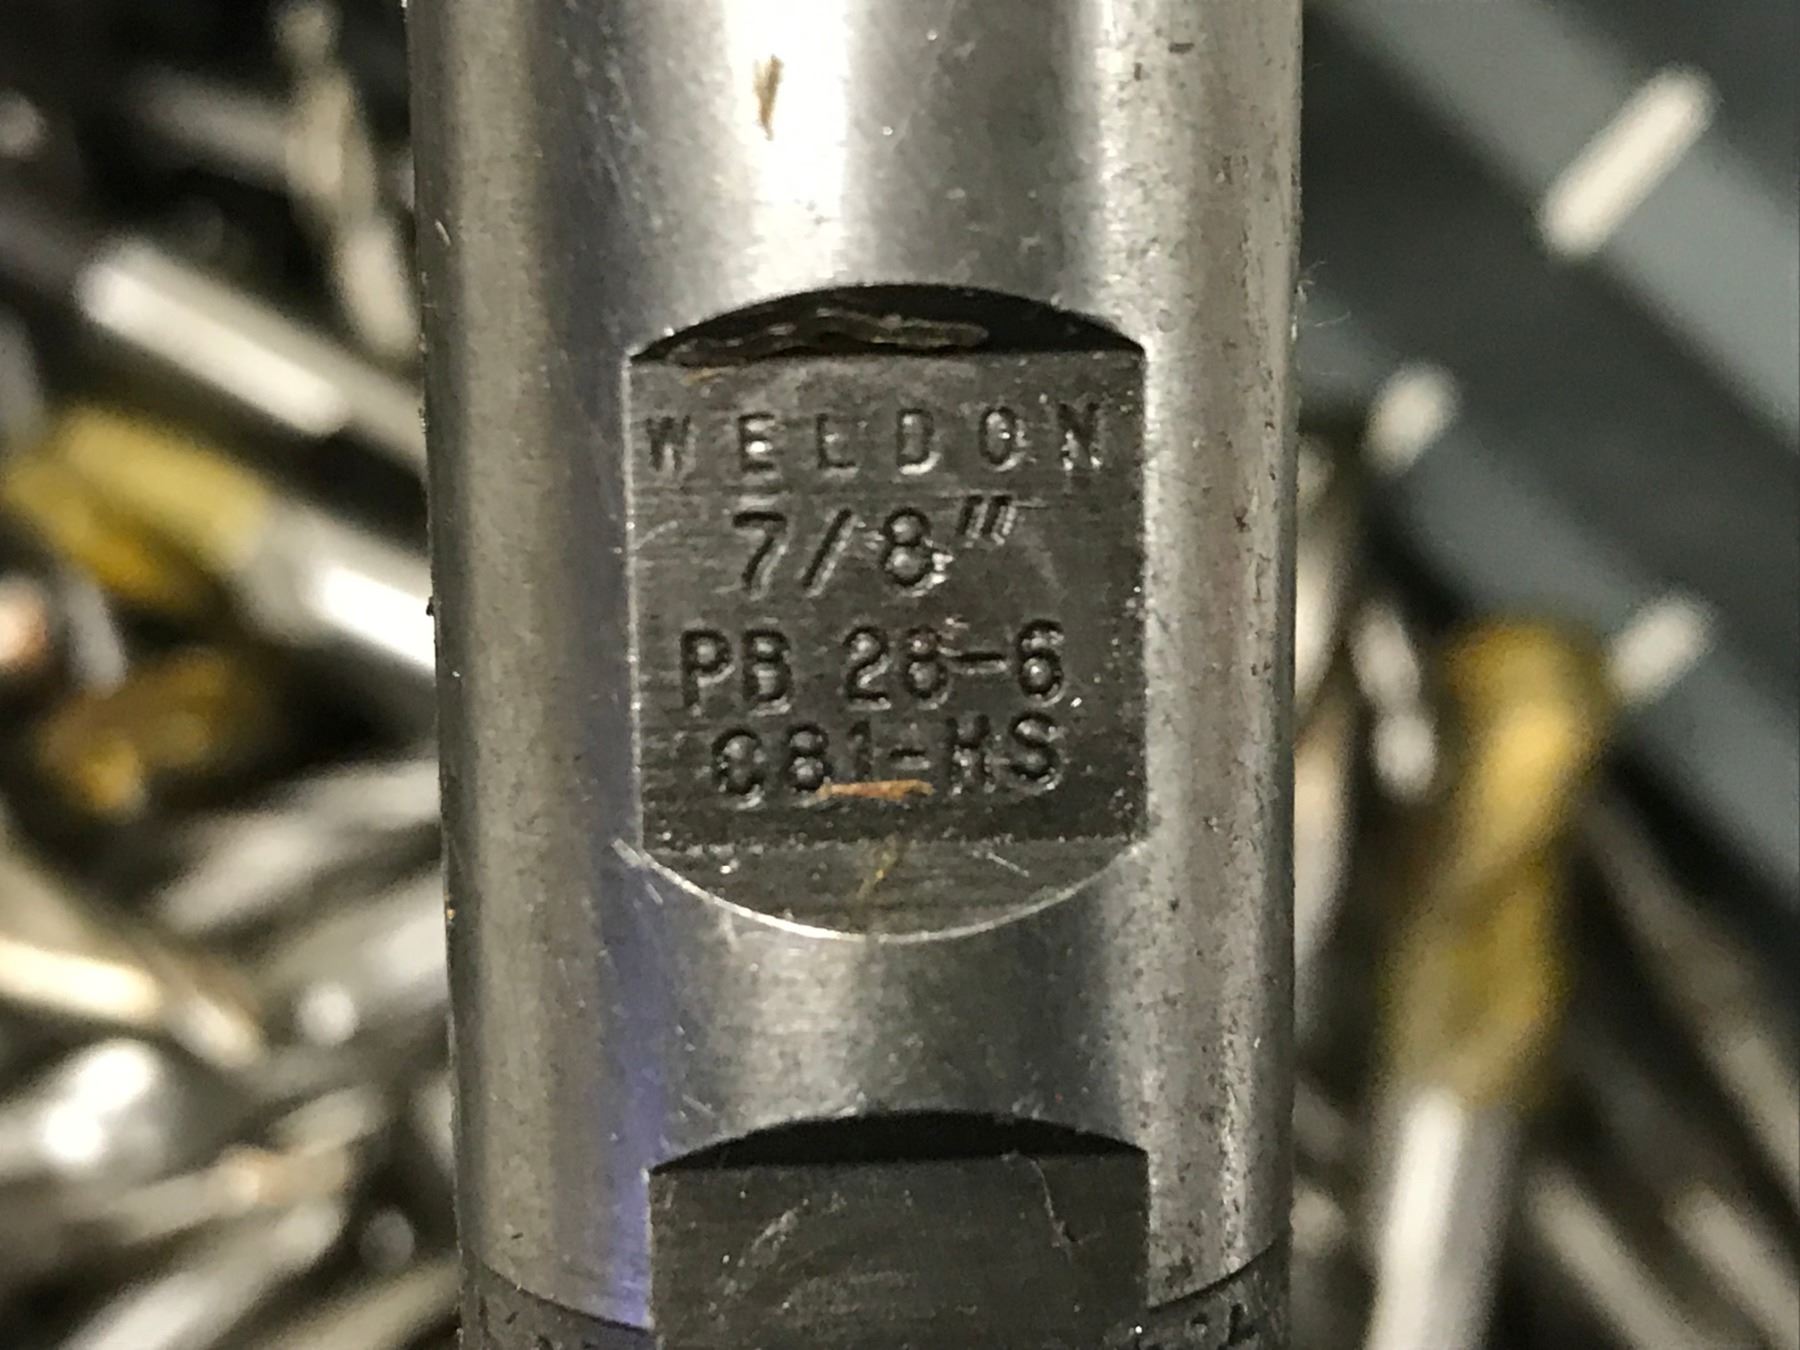 WELDON
7/8"
PB 28-6
C81-HS